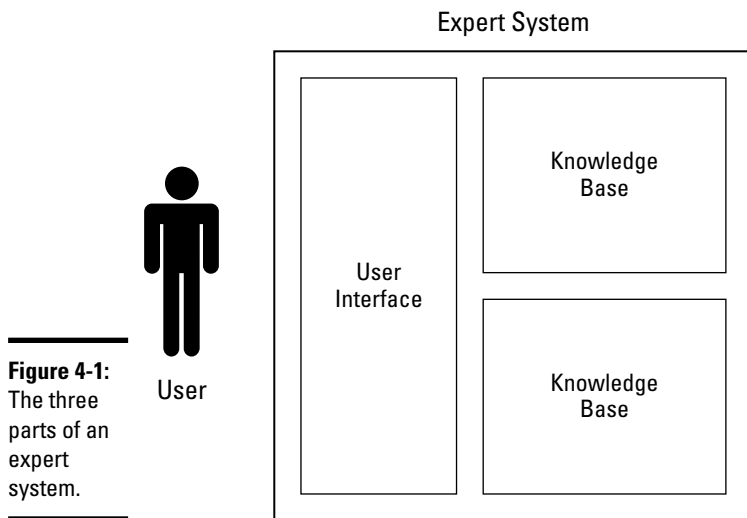 Expert System
User
Interface
Knowledge
Base
Knowledge
Base
User
Figure 4-1:
The three
parts of an
expert
system.